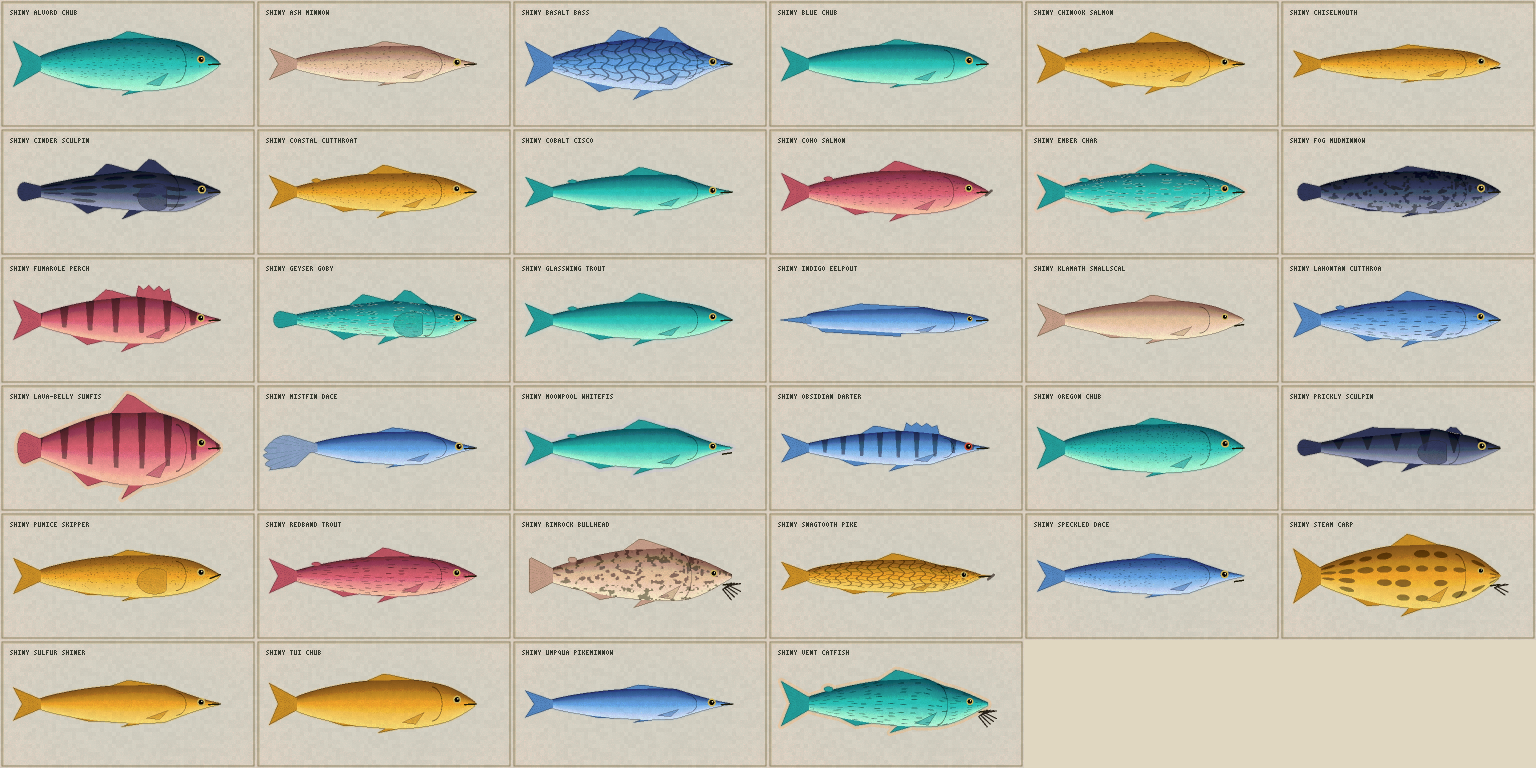 SHINY ALVORD CHUB
SHINY ASH MINNOW
SHINY BASALT BASS
SHINY BLUE CHUB
SHINY CHINOOK SALMON
SHINY CHISELMOUTH
SHINY CINDER SCULPIN
SHINY COASTAL CUTTHROAT
SHINY COBALT CISCO
SHINY COHO SALMON
SHINY EMBER CHAR
SHINY FOG MUDMINNOW
SHINY FUMAROLE PERCH
SHINY GEYSER GOBY
SHINY GLASSWING TROUT
SHINY INDIGO EELPOUT
SHINY KLAMATH SMALLSCAL
SHINY LAHONTAN CUTTHROA
SHINY LAVA-BELLY SUNFIS
SHINY MISTFIN DACE
SHINY MOONPOOL WHITEFIS
SHINY OBSIDIAN DARTER
SHINY OREGON CHUB
SHINY PRICKLY SCULPIN
SHINY PUMICE SKIPPER
SHINY REDBAND TROUT
SHINY RIMROCK BULLHEAD
SHINY SNAGTOOTH PIKE
SHINY SPECKLED DACE
SHINY STEAM CARP
SHINY SULFUR SHINER
SHINY TUI CHUB
SHINY UMPQUA PIKEMINNOW
SHINY VENT CATFISH